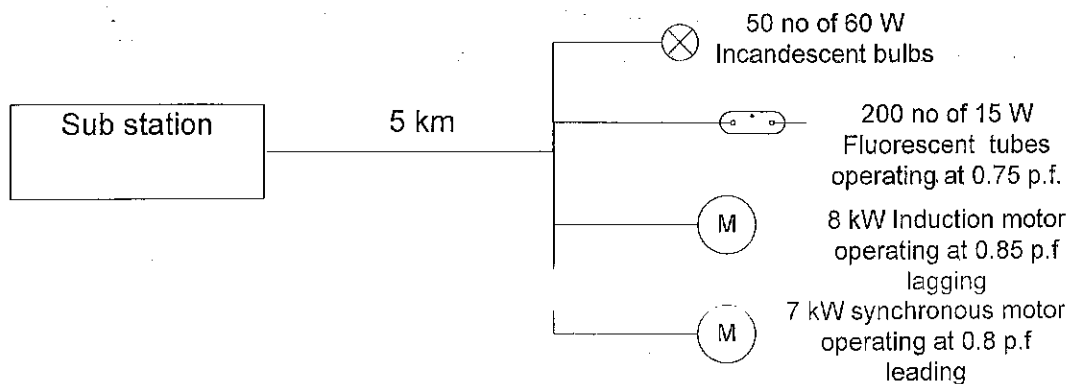 50 no of 60 W
Incandescent bulbs
Sub station
5 km
200 no of 15 W
Fluorescent tubes
operating at 0.75 p.f.
M
8 kW Induction motor
operating at 0.85 p.f
lagging
M
7 kW synchronous motor
operating at 0.8 p.f
leading